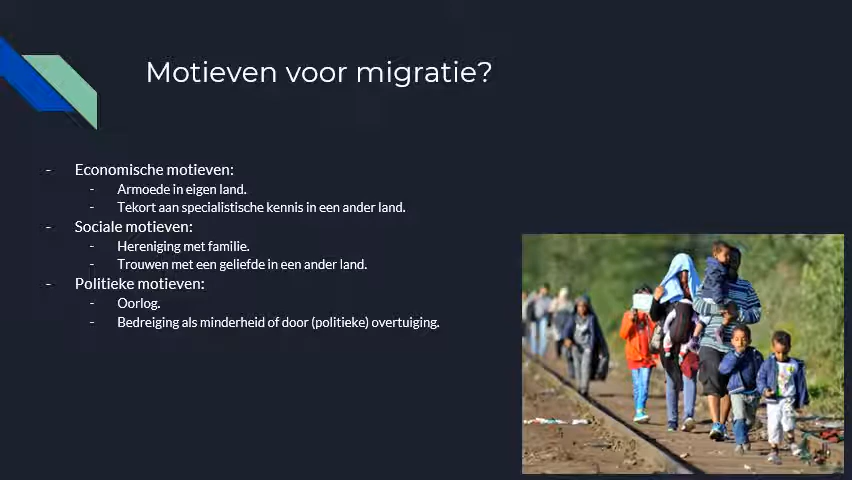 Motieven voor migratie?
- Economische motieven:
- Armoede in eigen land.
- Tekort aan specialistische kennis in een ander land.
- Sociale motieven:
- Hereniging met familie.
- Trouwen met een geliefde in een ander land.
- Politieke motieven:
- Oorlog.
- Bedreiging als minderheid of door (politieke) overtuiging.